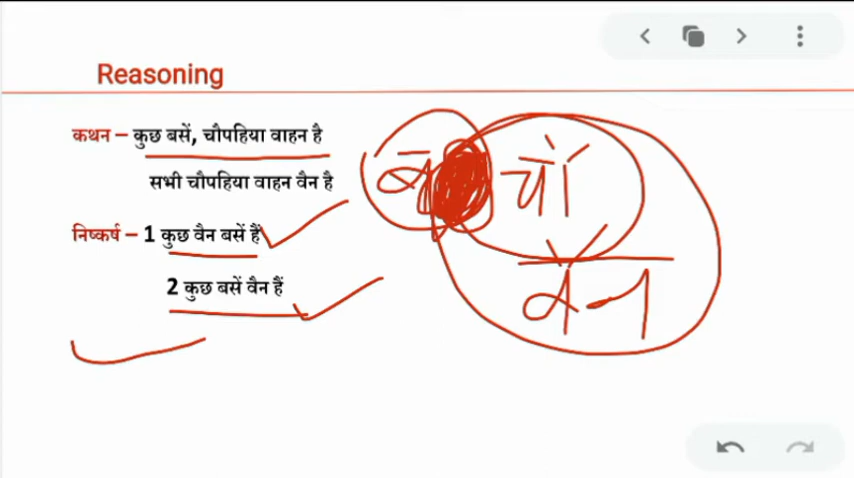 Reasoning
कथन – कुछ बसें, चौपहिया वाहन है
सभी चौपहिया वाहन वैन है
निष्कर्ष – 1 कुछ वैन बसें हैं
2 कुछ बसें वैन हैं
ब
चौ
वैन